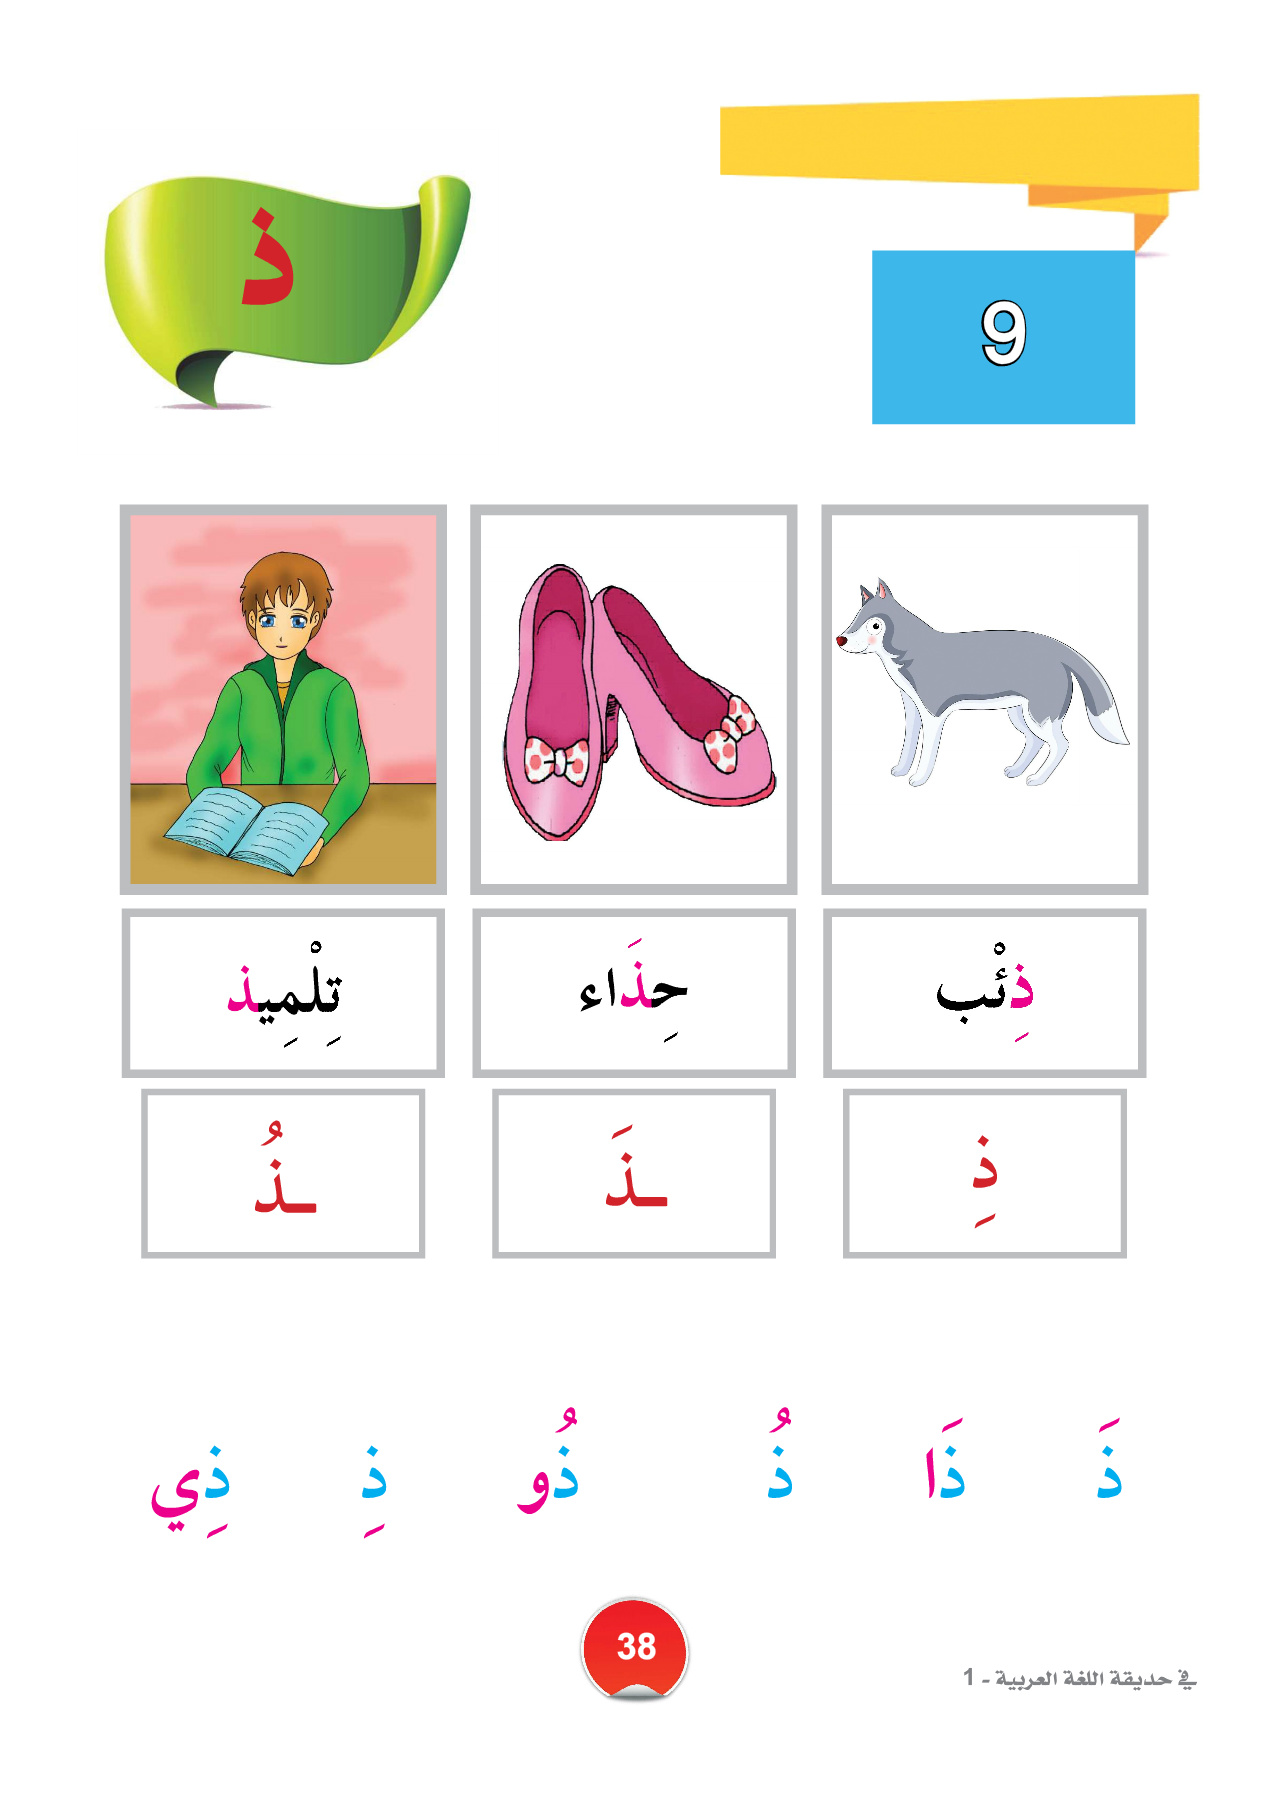 ذ
9
ذِئْب حِذَاء تِلْمِيذ
ذِ ـذَ ـذُ
ذَ ذَا ذُ ذُو ذِ ذِي
38
في حديقة اللغة العربية - 1